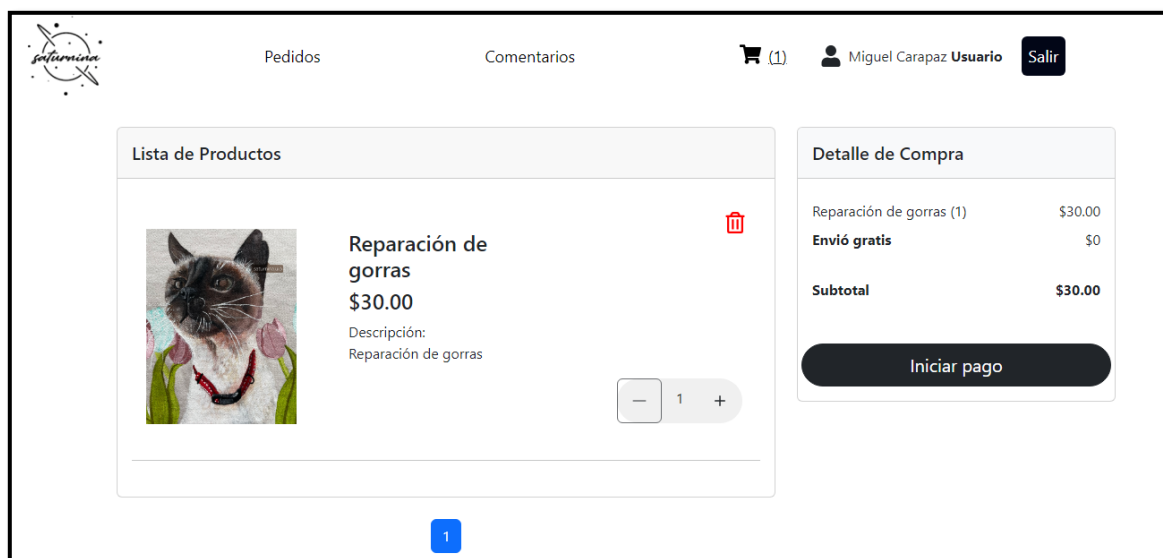 saturnina
Pedidos
Comentarios
(1)
Miguel Carapaz Usuario
Salir
Lista de Productos
Reparación de
gorras
$30.00
Descripción:
Reparación de gorras
1
Detalle de Compra
Reparación de gorras (1) $30.00
Envió gratis $0
Subtotal $30.00
Iniciar pago
1